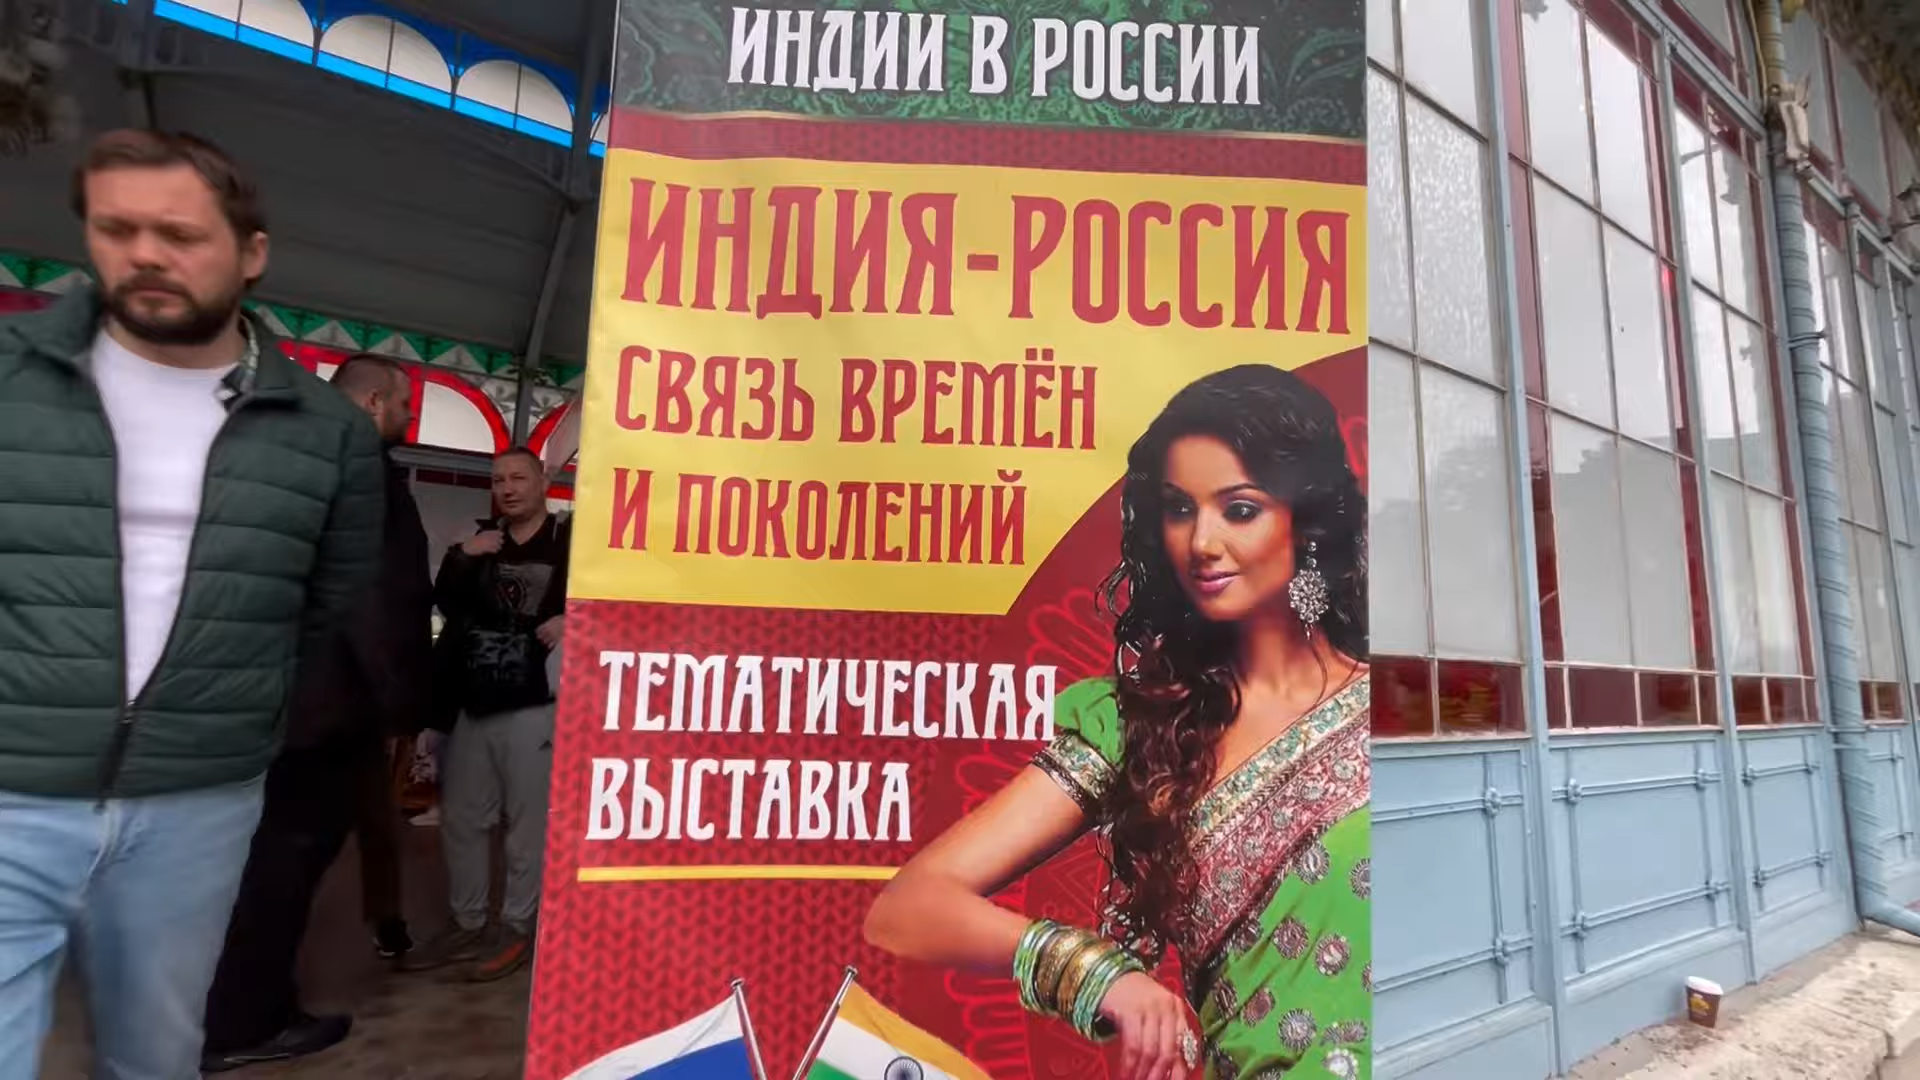 ИНДИИ В РОССИИ
ИНДИЯ-РОССИЯ
СВЯЗЬ ВРЕМЁН
И ПОКОЛЕНИЙ
ТЕМАТИЧЕСКАЯ
ВЫСТАВКА